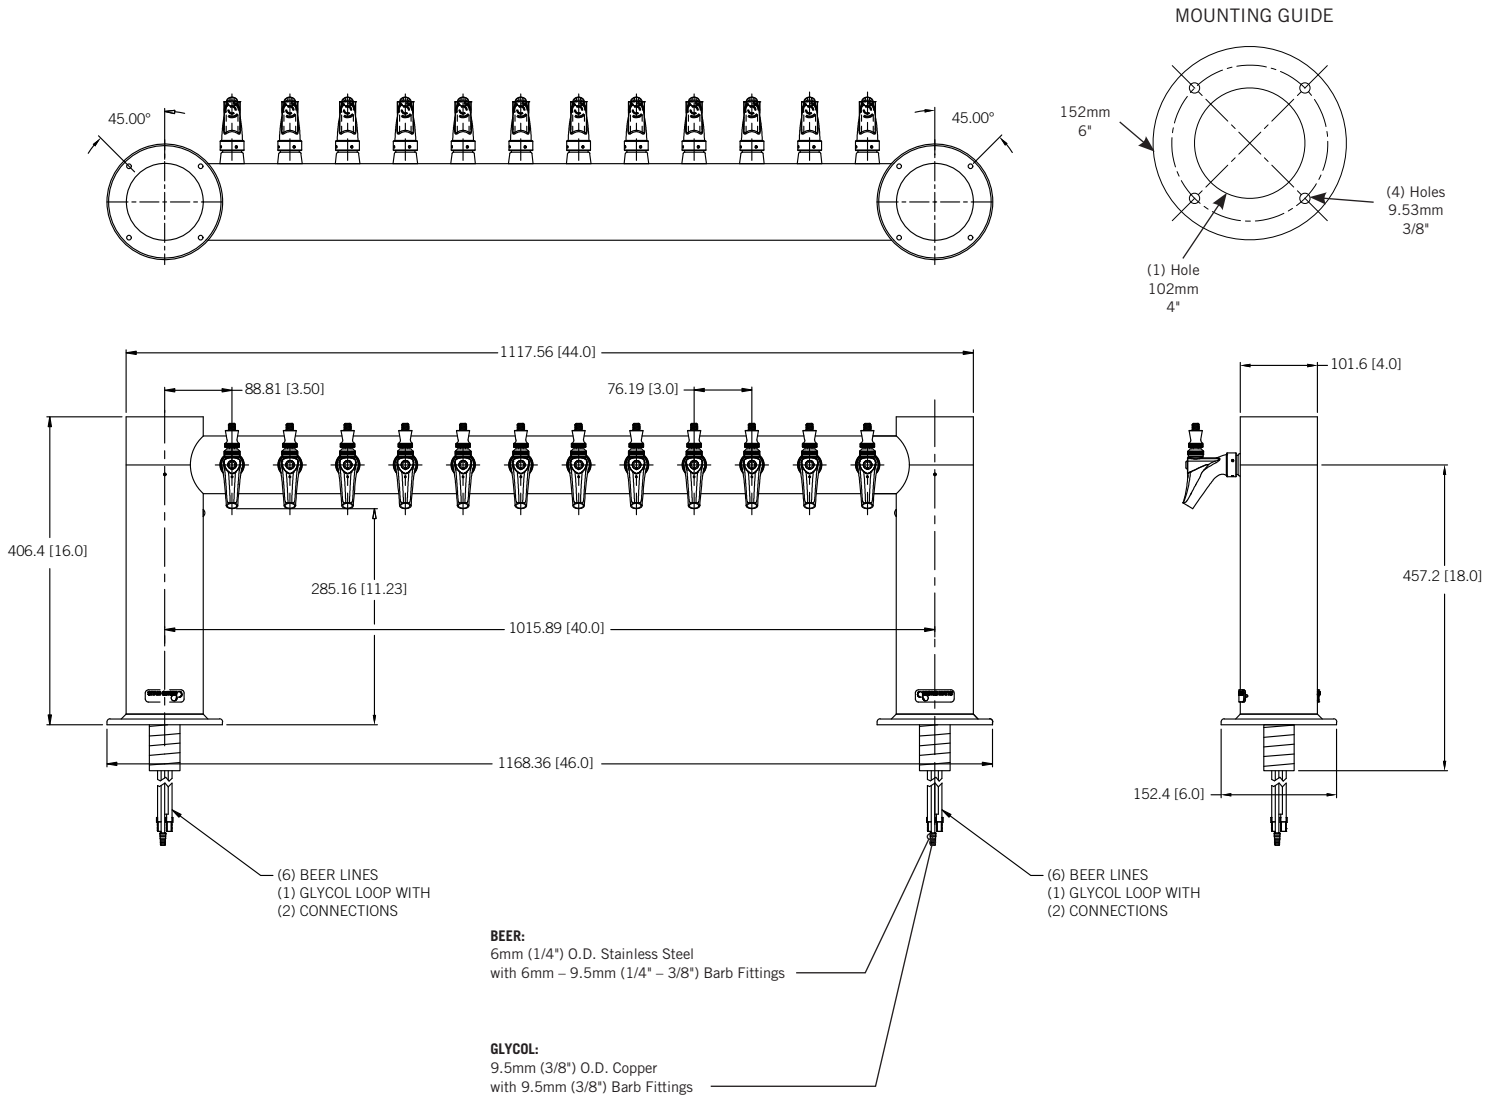 MOUNTING GUIDE
45.00°
45.00°
152mm
6"
(4) Holes
9.53mm
3/8"
(1) Hole
102mm
4"
1117.56 [44.0]
88.81 [3.50]
76.19 [3.0]
101.6 [4.0]
406.4 [16.0]
285.16 [11.23]
457.2 [18.0]
1015.89 [40.0]
1168.36 [46.0]
152.4 [6.0]
(6) BEER LINES
(1) GLYCOL LOOP WITH
(2) CONNECTIONS
(6) BEER LINES
(1) GLYCOL LOOP WITH
(2) CONNECTIONS
BEER:
6mm (1/4") O.D. Stainless Steel
with 6mm – 9.5mm (1/4" – 3/8") Barb Fittings
GLYCOL:
9.5mm (3/8") O.D. Copper
with 9.5mm (3/8") Barb Fittings